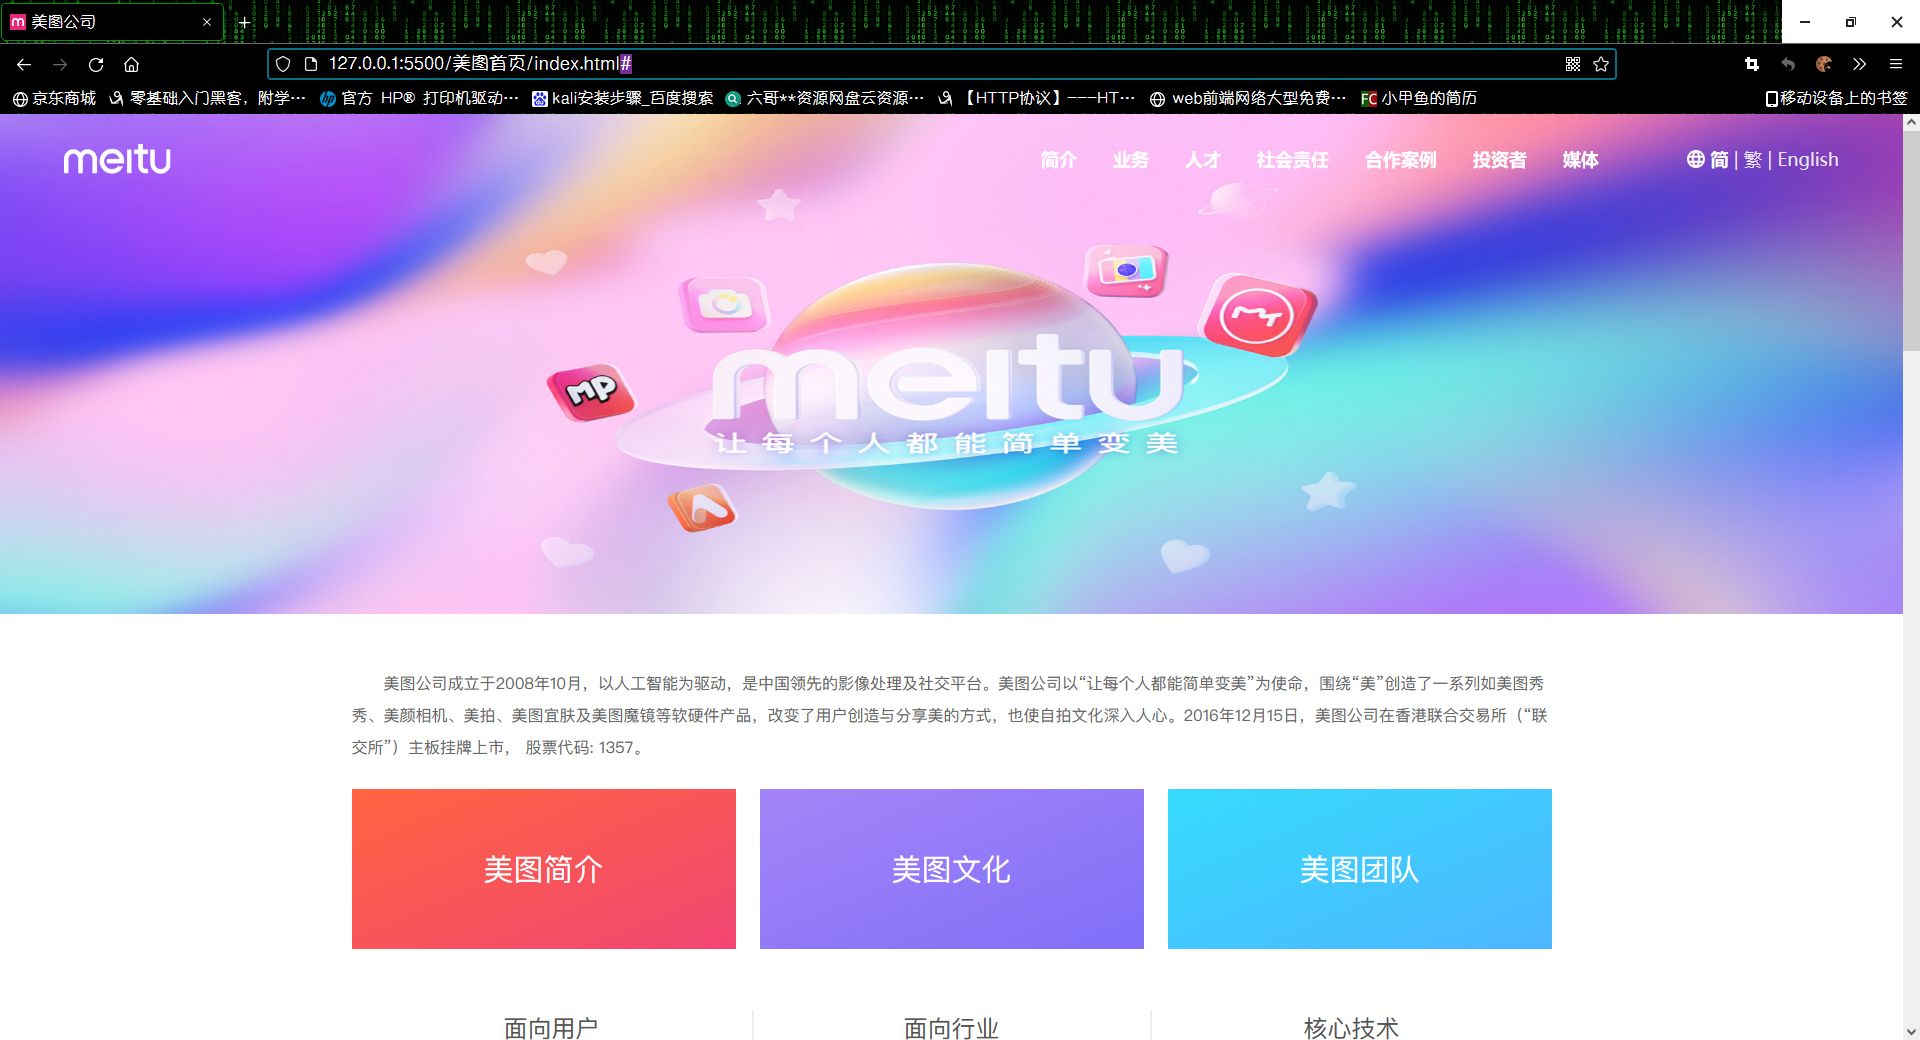 美图公司
127.0.0.1:5500/美图首页/index.html#
京东商城 零基础入门黑客，附学… 官方 HP® 打印机驱动… kali安装步骤_百度搜索 六哥**资源网盘云资源… 【HTTP协议】---HT… web前端网络大型免费… FC 小甲鱼的简历 移动设备上的书签
meitu 简介 业务 人才 社会责任 合作案例 投资者 媒体 简 | 繁 | English
MP
meitu
让每个人都能简单变美
美图公司成立于2008年10月，以人工智能为驱动，是中国领先的影像处理及社交平台。美图公司以“让每个人都能简单变美”为使命，围绕“美”创造了一系列如美图秀
秀、美颜相机、美拍、美图宜肤及美图魔镜等软硬件产品，改变了用户创造与分享美的方式，也使自拍文化深入人心。2016年12月15日，美图公司在香港联合交易所（“联
交所”）主板挂牌上市， 股票代码: 1357。
美图简介 美图文化 美图团队
面向用户 面向行业 核心技术